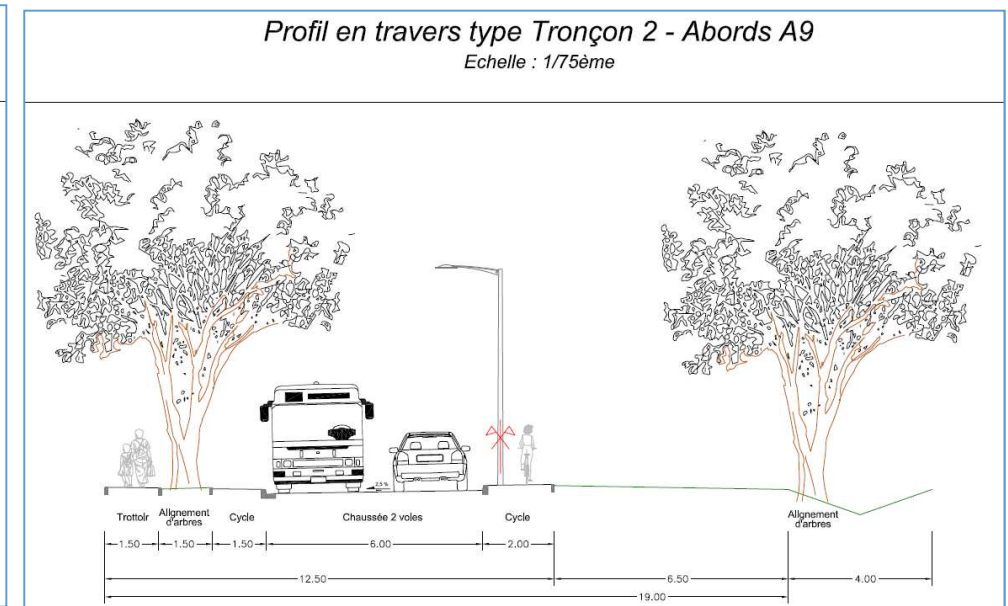 Profil en travers type Tronçon 2 - Abords A9
Echelle : 1/75ème
2,5 %
Trottoir
Alignement
d'arbres
Cycle
Chaussée 2 voies
Cycle
Alignement
d'arbres
1.50
1.50
1.50
6.00
2.00
12.50
6.50
4.00
19.00